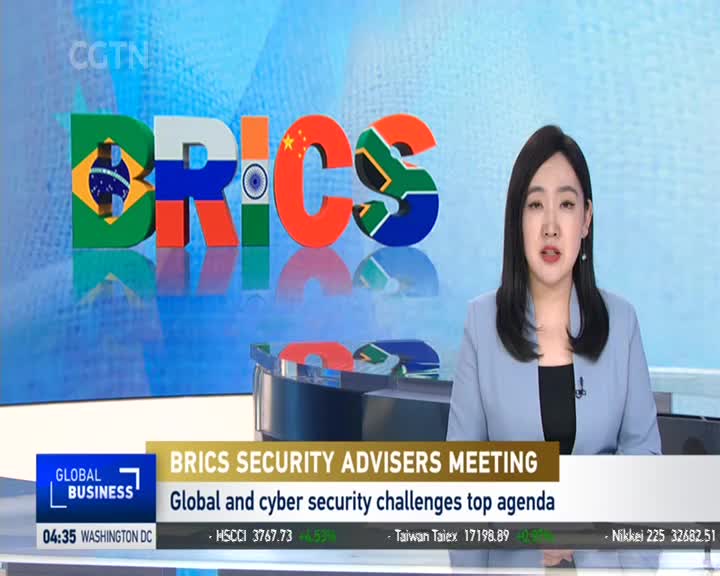 CGTN
BRICS
BRICS SECURITY ADVISERS MEETING
GLOBAL
BUSINESS
Global and cyber security challenges top agenda
04:35 WASHINGTON DC
· HSCCI 3767.73 +4.53% · Taiwan Taiex 17198.89 · Nikkei 225 32682.51